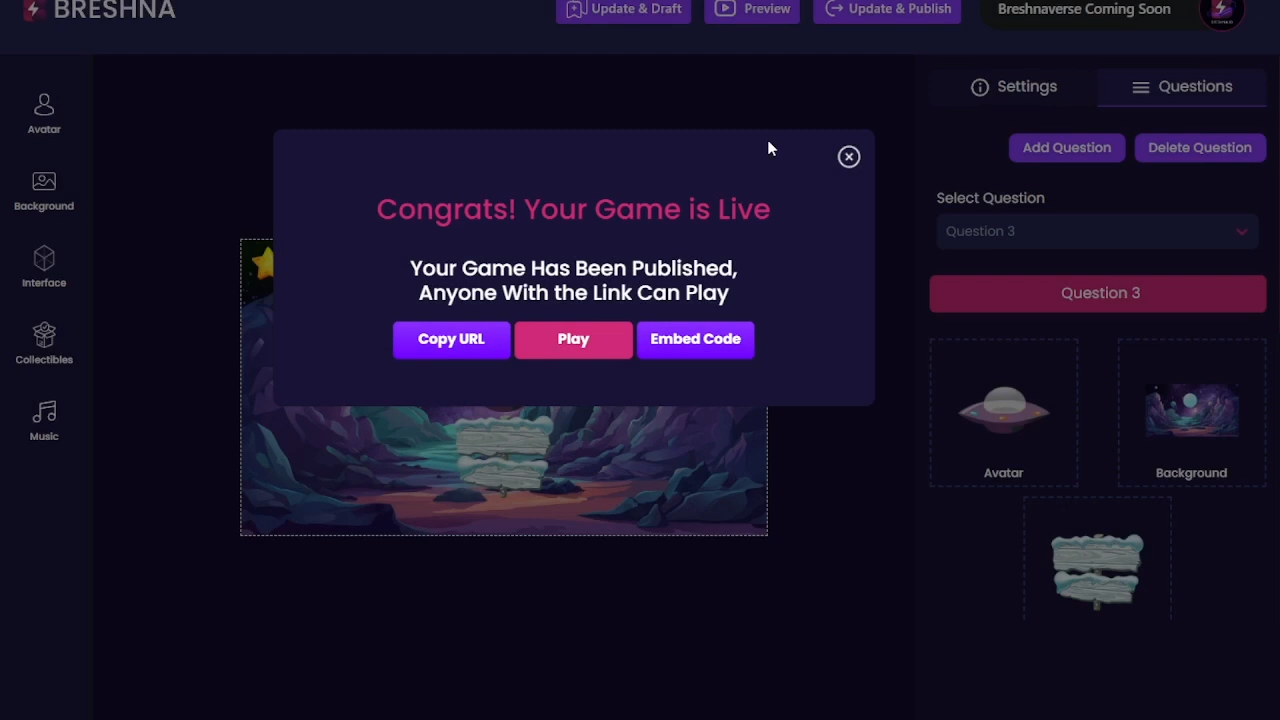 BRESHNA
Update & Draft
Preview
Update & Publish
Breshnaverse Coming Soon
Avatar
Background
Interface
Collectibles
Music
Congrats! Your Game is Live
Your Game Has Been Published,
Anyone With the Link Can Play
Copy URL
Play
Embed Code
Settings
Questions
Add Question
Delete Question
Select Question
Question 3
Question 3
Avatar
Background